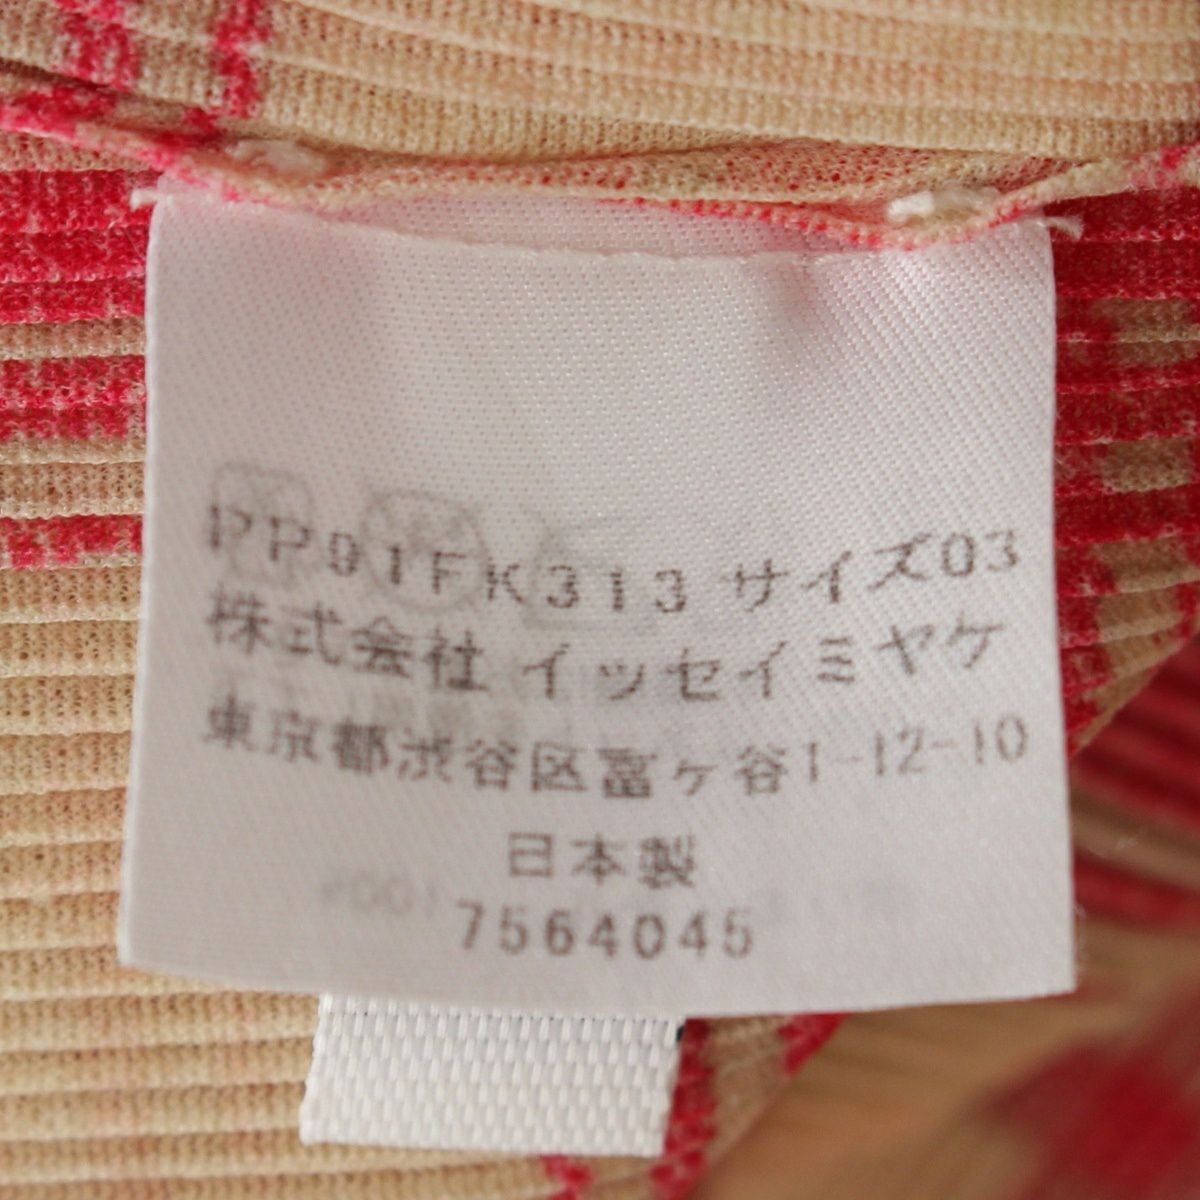 PP91FK313 サイズ03
株式会社 イッセイミヤケ
東京都渋谷区富ヶ谷1-12-10
日本製
7564045